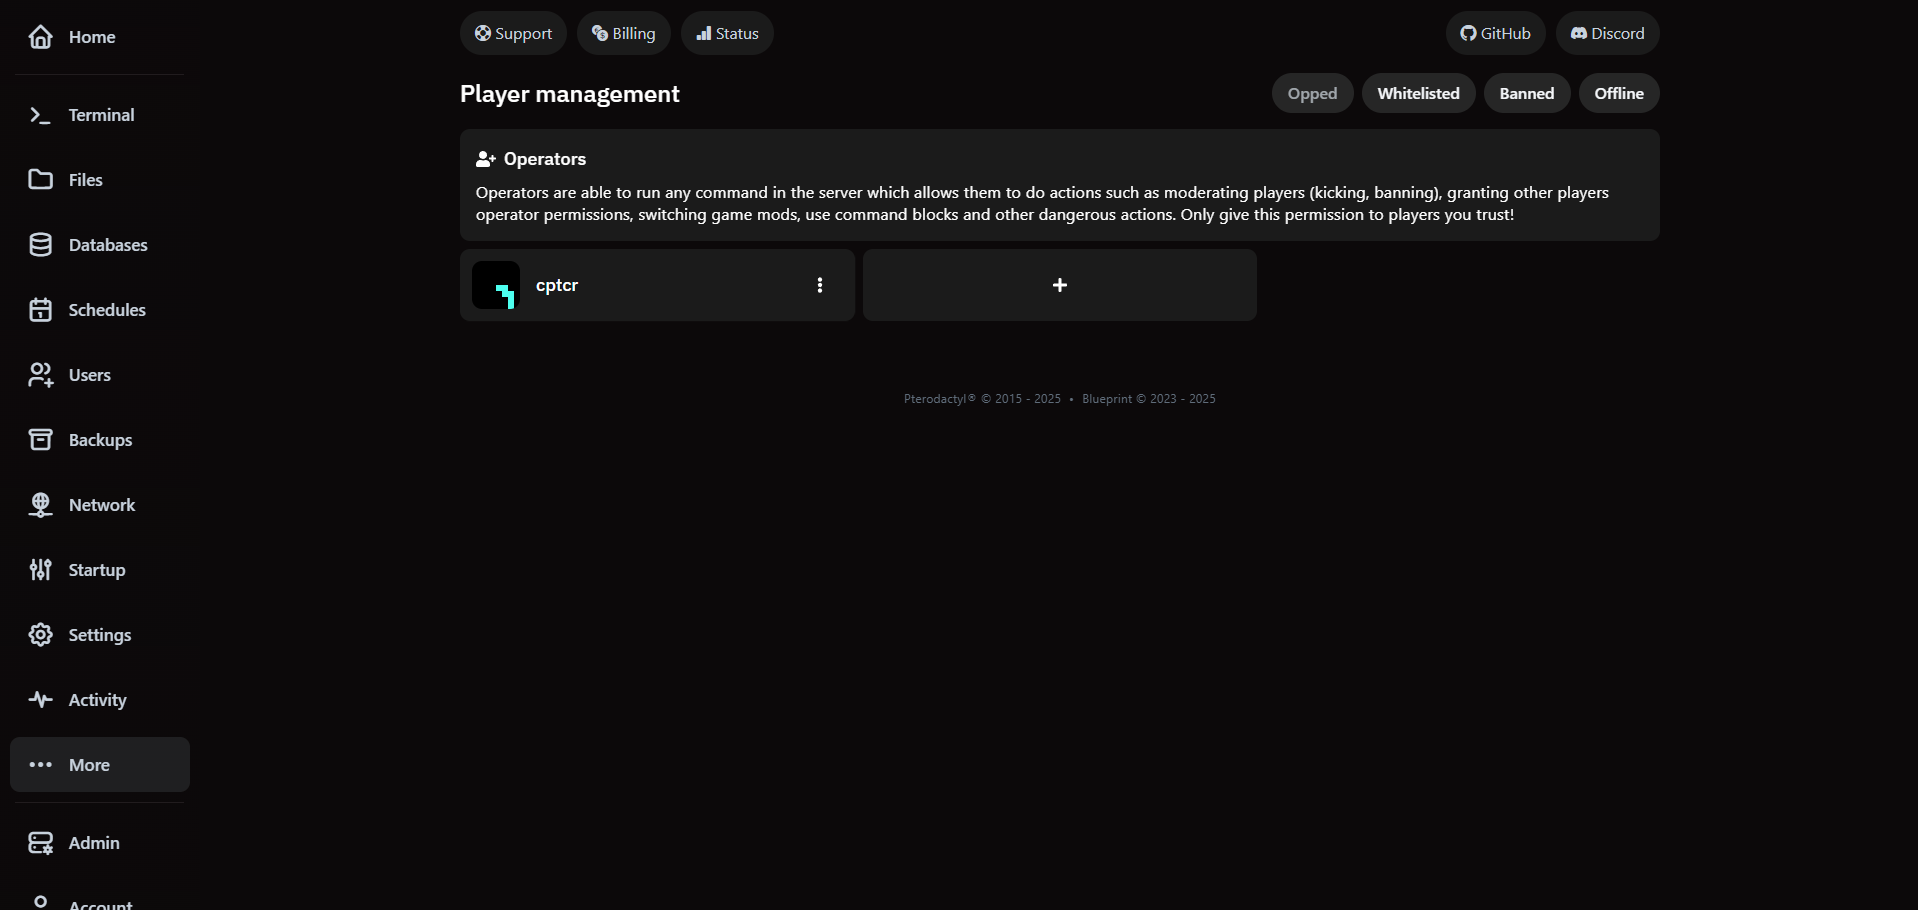 Home
Terminal
Files
Databases
Schedules
Users
Backups
Network
Startup
Settings
Activity
More
Admin
Account
Support
Billing
Status
GitHub
Discord
Player management
Opped
Whitelisted
Banned
Offline
Operators
Operators are able to run any command in the server which allows them to do actions such as moderating players (kicking, banning), granting other players
operator permissions, switching game mods, use command blocks and other dangerous actions. Only give this permission to players you trust!
cptcr
Pterodactyl® © 2015 - 2025 • Blueprint © 2023 - 2025